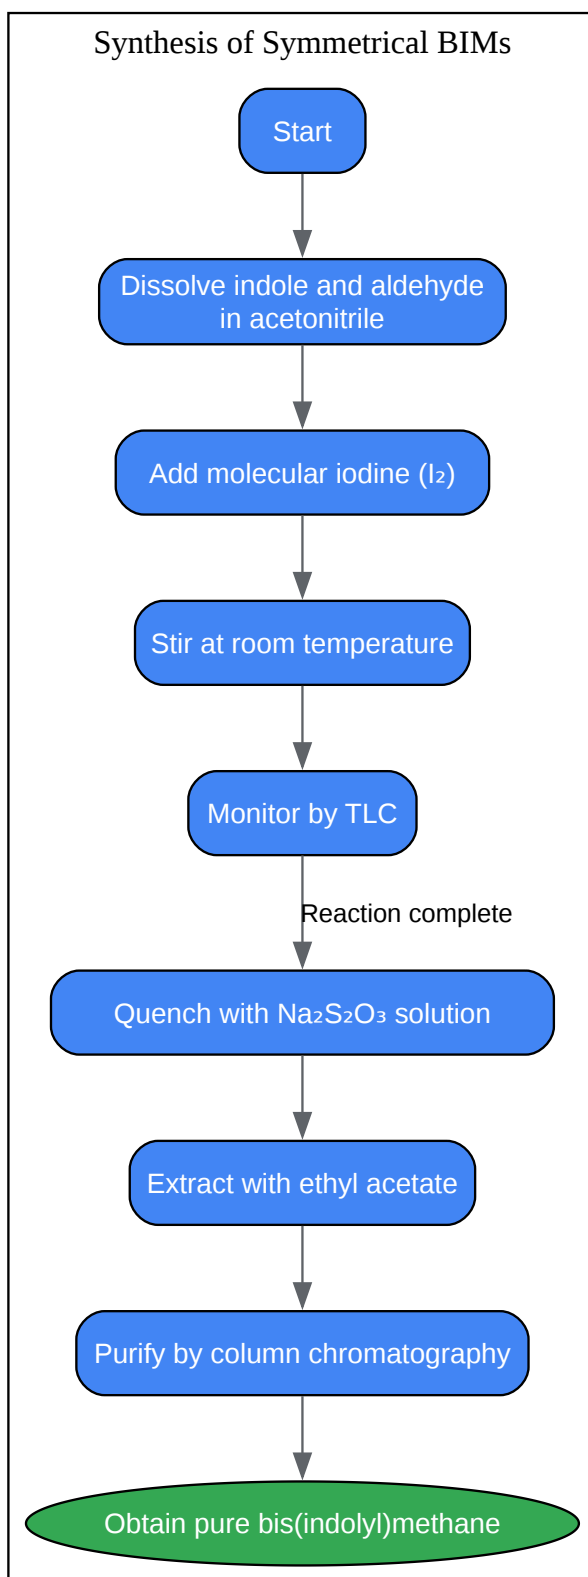 Synthesis of Symmetrical BIMs
Start
Dissolve indole and aldehyde
in acetonitrile
Add molecular iodine (I₂)
Stir at room temperature
Monitor by TLC
Reaction complete
Quench with Na₂S₂O₃ solution
Extract with ethyl acetate
Purify by column chromatography
Obtain pure bis(indolyl)methane